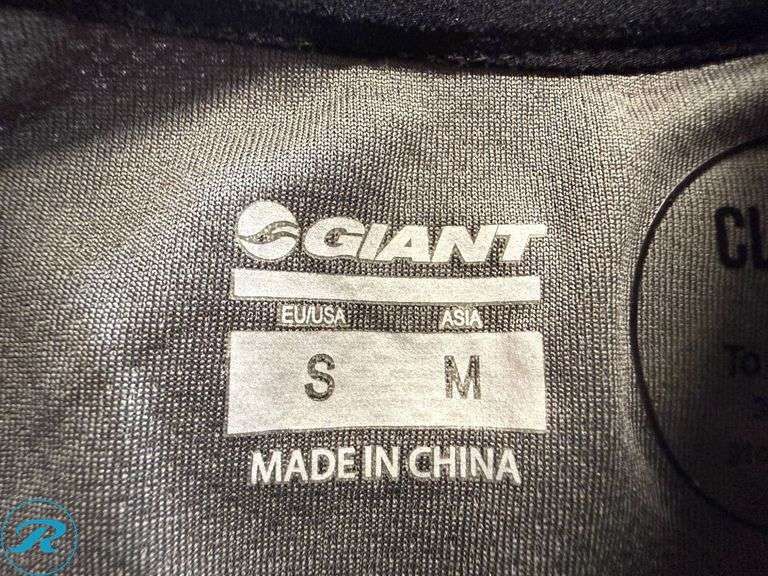 GIANT
EU/USA ASIA
S M
MADE IN CHINA
R